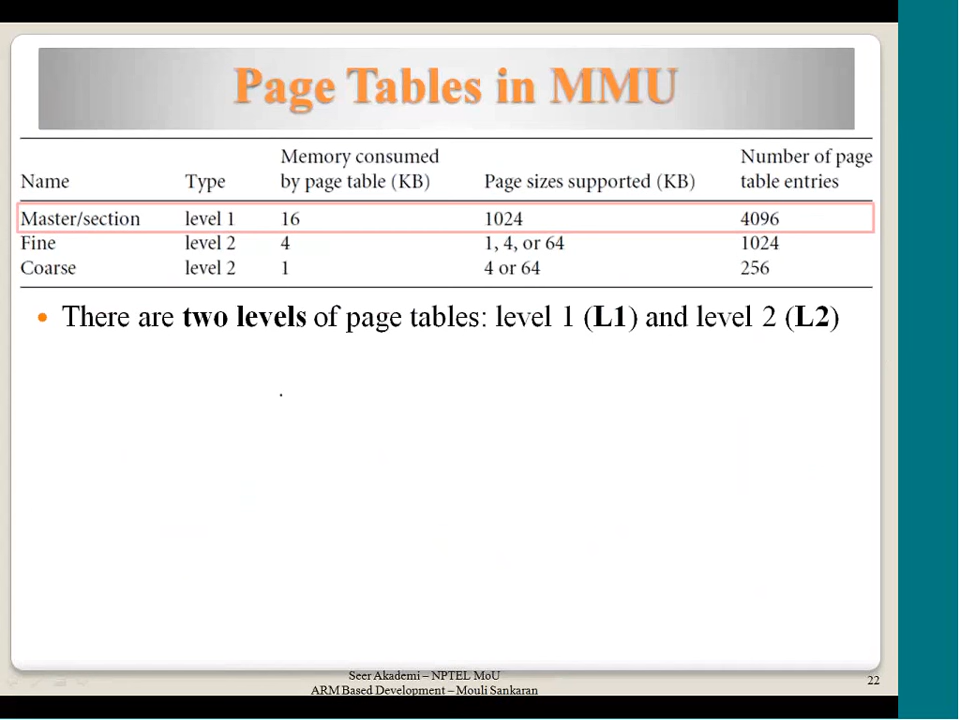 Page Tables in MMU
Memory consumed Number of page
Name Type by page table (KB) Page sizes supported (KB) table entries
Master/section level 1 16 1024 4096
Fine level 2 4 1, 4, or 64 1024
Coarse level 2 1 4 or 64 256
• There are two levels of page tables: level 1 (L1) and level 2 (L2)
Seer Akademi – NPTEL MoU
ARM Based Development – Mouli Sankaran
22